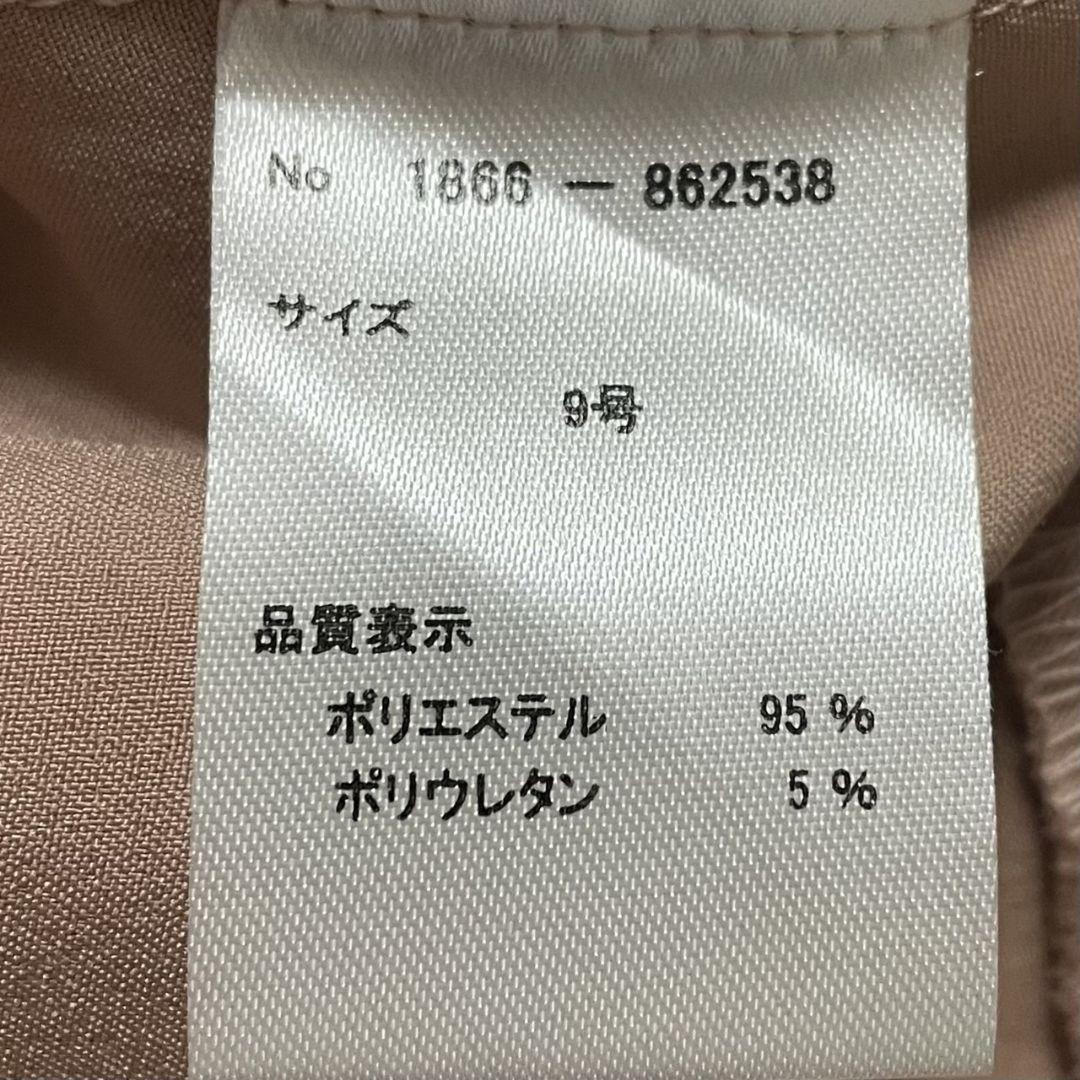 No 1866 － 862538
サイズ
9号
品質表示
ポリエステル 95 %
ポリウレタン 5 %